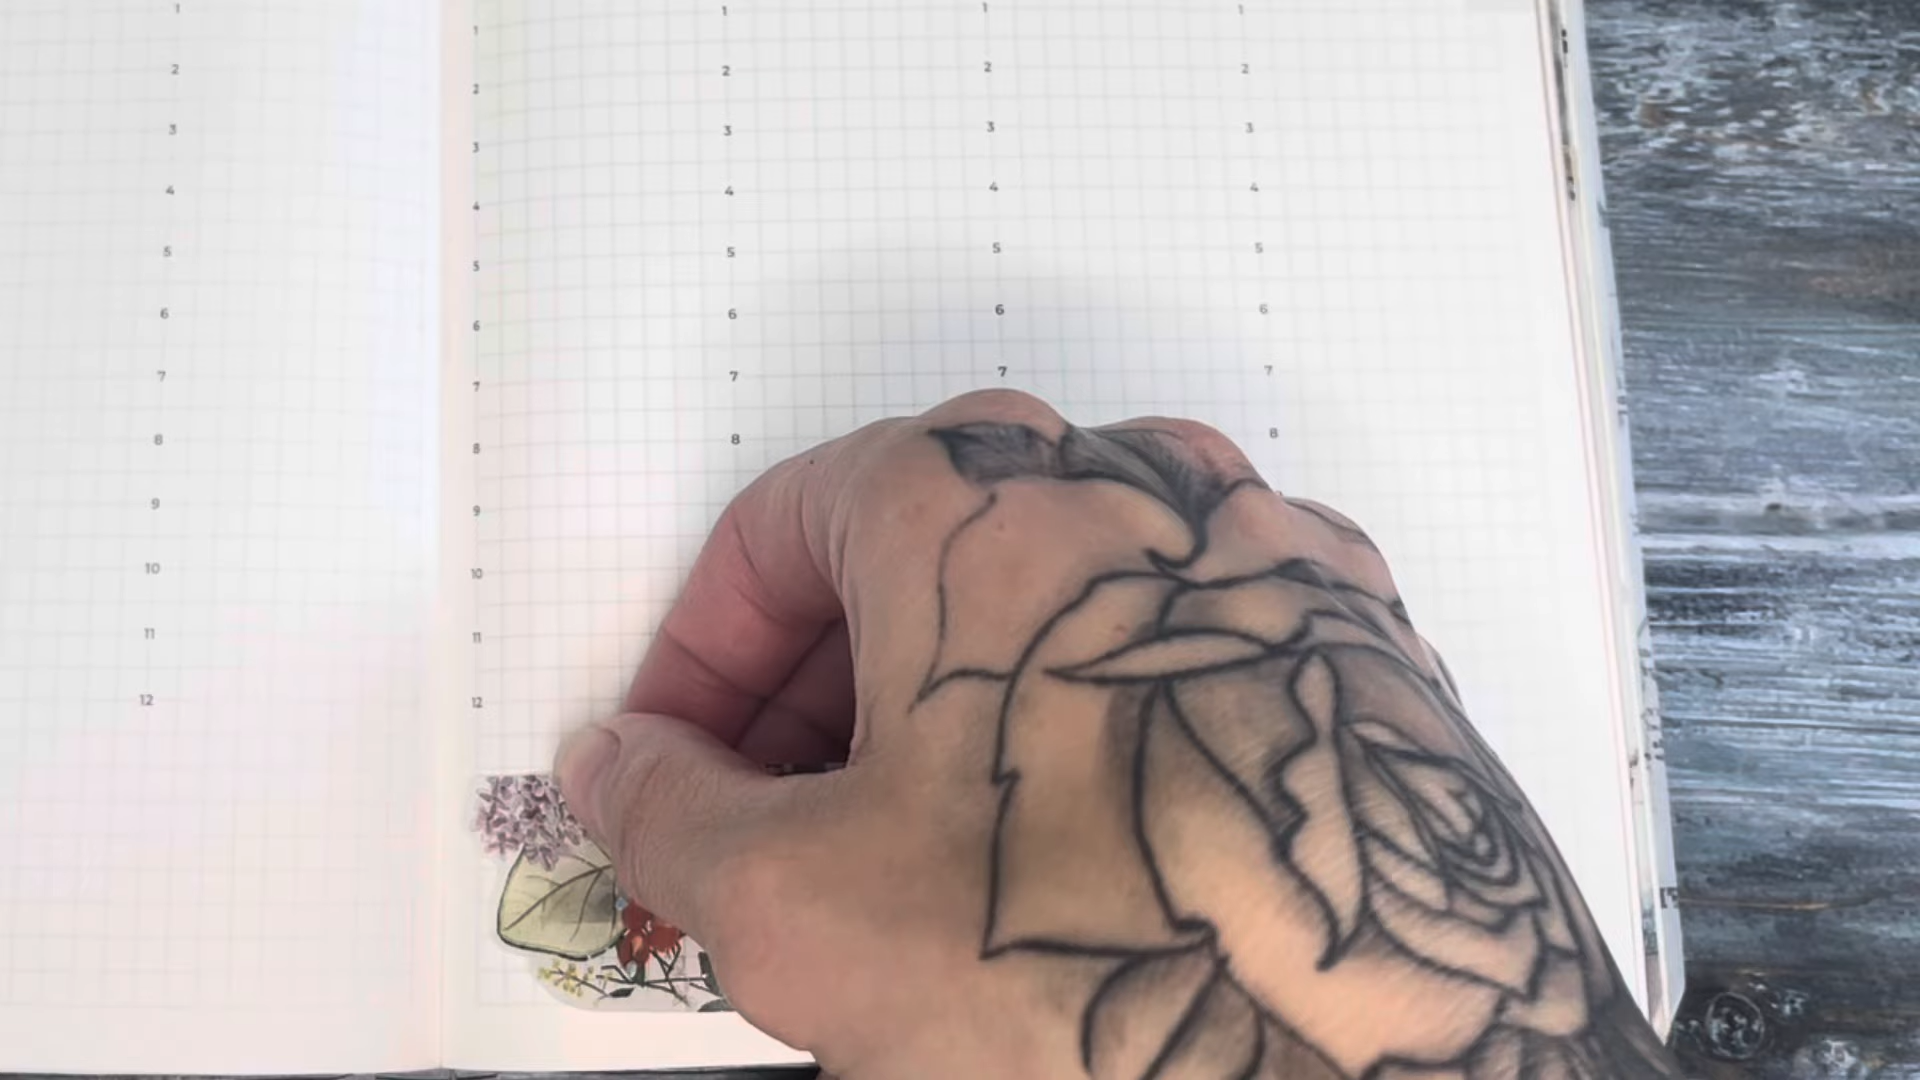 1 1 1 1 1
2 2 2 2 2
3 3 3 3 3
4 4 4 4 4
5 5 5 5 5
6 6 6 6 6
7 7 7 7 7
8 8 8 8
9 9
10 10
11 11
12 12